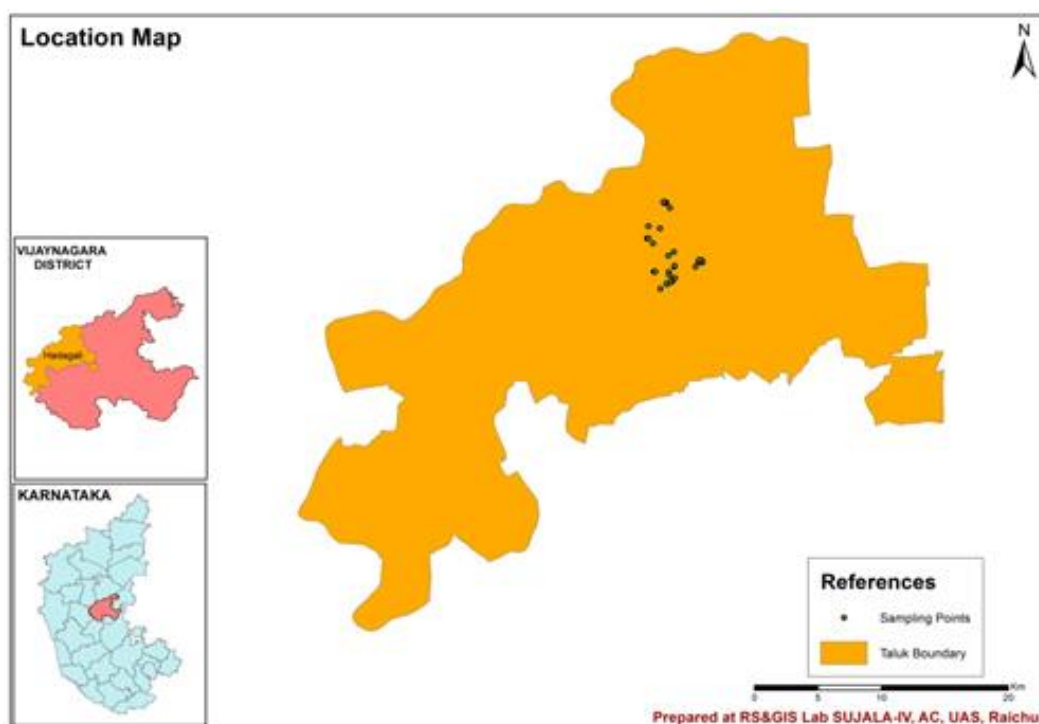 Location Map
N
VIJAYNAGARA
DISTRICT
Hadagali
KARNATAKA
References
Sampling Points
Taluk Boundary
Km
0 5 10 20
Prepared at RS&GIS Lab SUJALA-IV, AC, UAS, Raichu